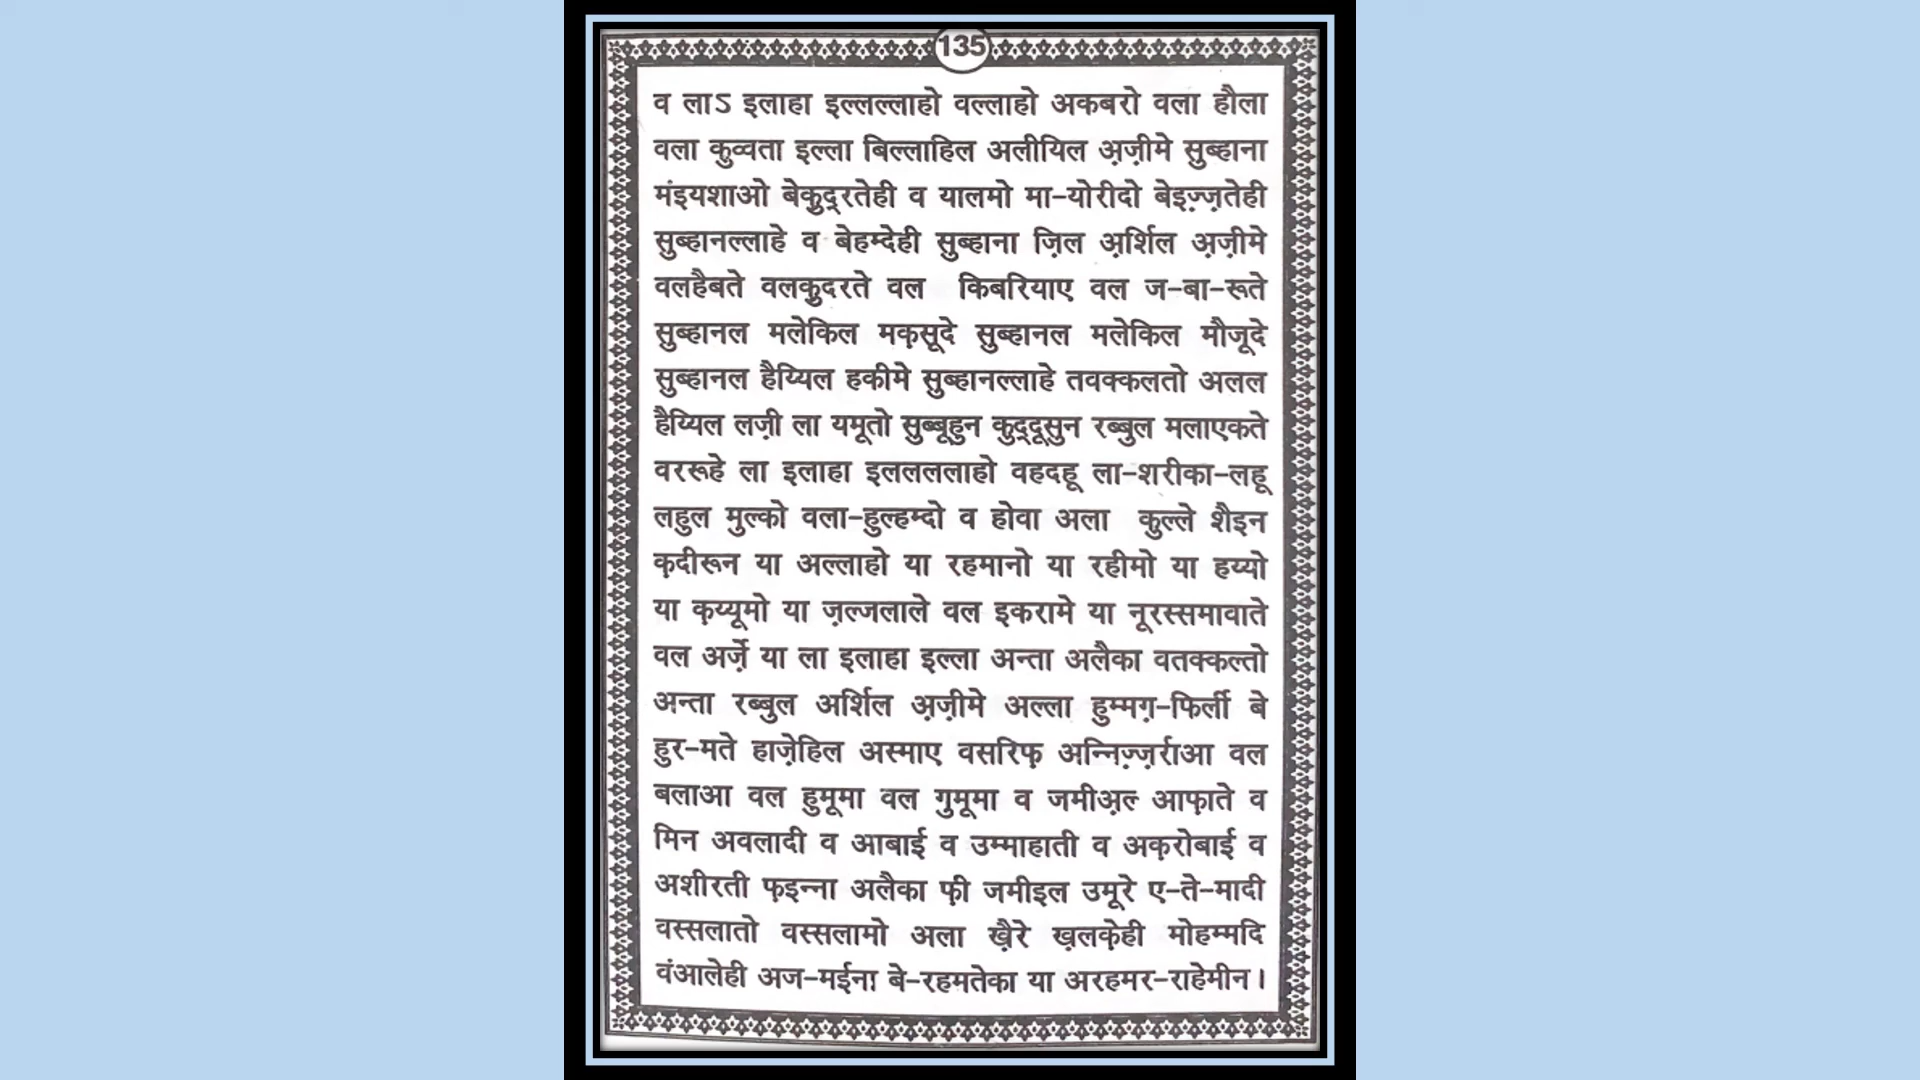 135
व लाऽ इलाहा इल्लल्लाहो वल्लाहो अकबरो वला हौला
वला कुव्वता इल्ला बिल्लाहिल अलीयिल अ़ज़ीमे सुब्हाना
मंइयशाओ बेकुद्रतेही व यालमो मा-योरीदो बेइज़्ज़तेही
सुब्हानल्लाहे व बेहम्देही सुब्हाना ज़िल अ़र्शिल अ़ज़ीमे
वलहैबते वलकुदरते वल किबरियाए वल ज-बा-रूते
सुब्हानल मलेकिल मक़सूदे सुब्हानल मलेकिल मौजूदे
सुब्हानल हैय्यिल हकीमे सुब्हानल्लाहे तवक्कलतो अलल
हैय्यिल लज़ी ला यमूतो सुब्बूहुन कुद्दूसुन रब्बुल मलाएकते
वररूहे ला इलाहा इललललाहो वहदहू ला-शरीका-लहू
लहुल मुल्को वला-हुल्हम्दो व होवा अला कुल्ले शैइन
क़दीरून या अल्लाहो या रहमानो या रहीमो या हय्यो
या क़य्यूमो या ज़ल्जलाले वल इकरामे या नूरस्समावाते
वल अर्ज़े या ला इलाहा इल्ला अन्ता अलैका वतक्कल्तो
अन्ता रब्बुल अर्शिल अ़ज़ीमे अल्ला हुम्मग़-फिर्ली बे
हुर-मते हाज़ेहिल अस्माए वसरिफ़ अन्निज़्ज़र्राआ वल
बलाआ वल हुमूमा वल गुमूमा व जमीअ़ल आफ़ाते व
मिन अवलादी व आबाई व उम्माहाती व अक़रोबाई व
अशीरती फ़इन्ना अलैका फ़ी जमीइल उमूरे ए-ते-मादी
वस्सलातो वस्सलामो अला ख़ैरे ख़लक़ेही मोहम्मदि
वंआलेही अज-मईना बे-रहमतेका या अरहमर-राहेमीन।